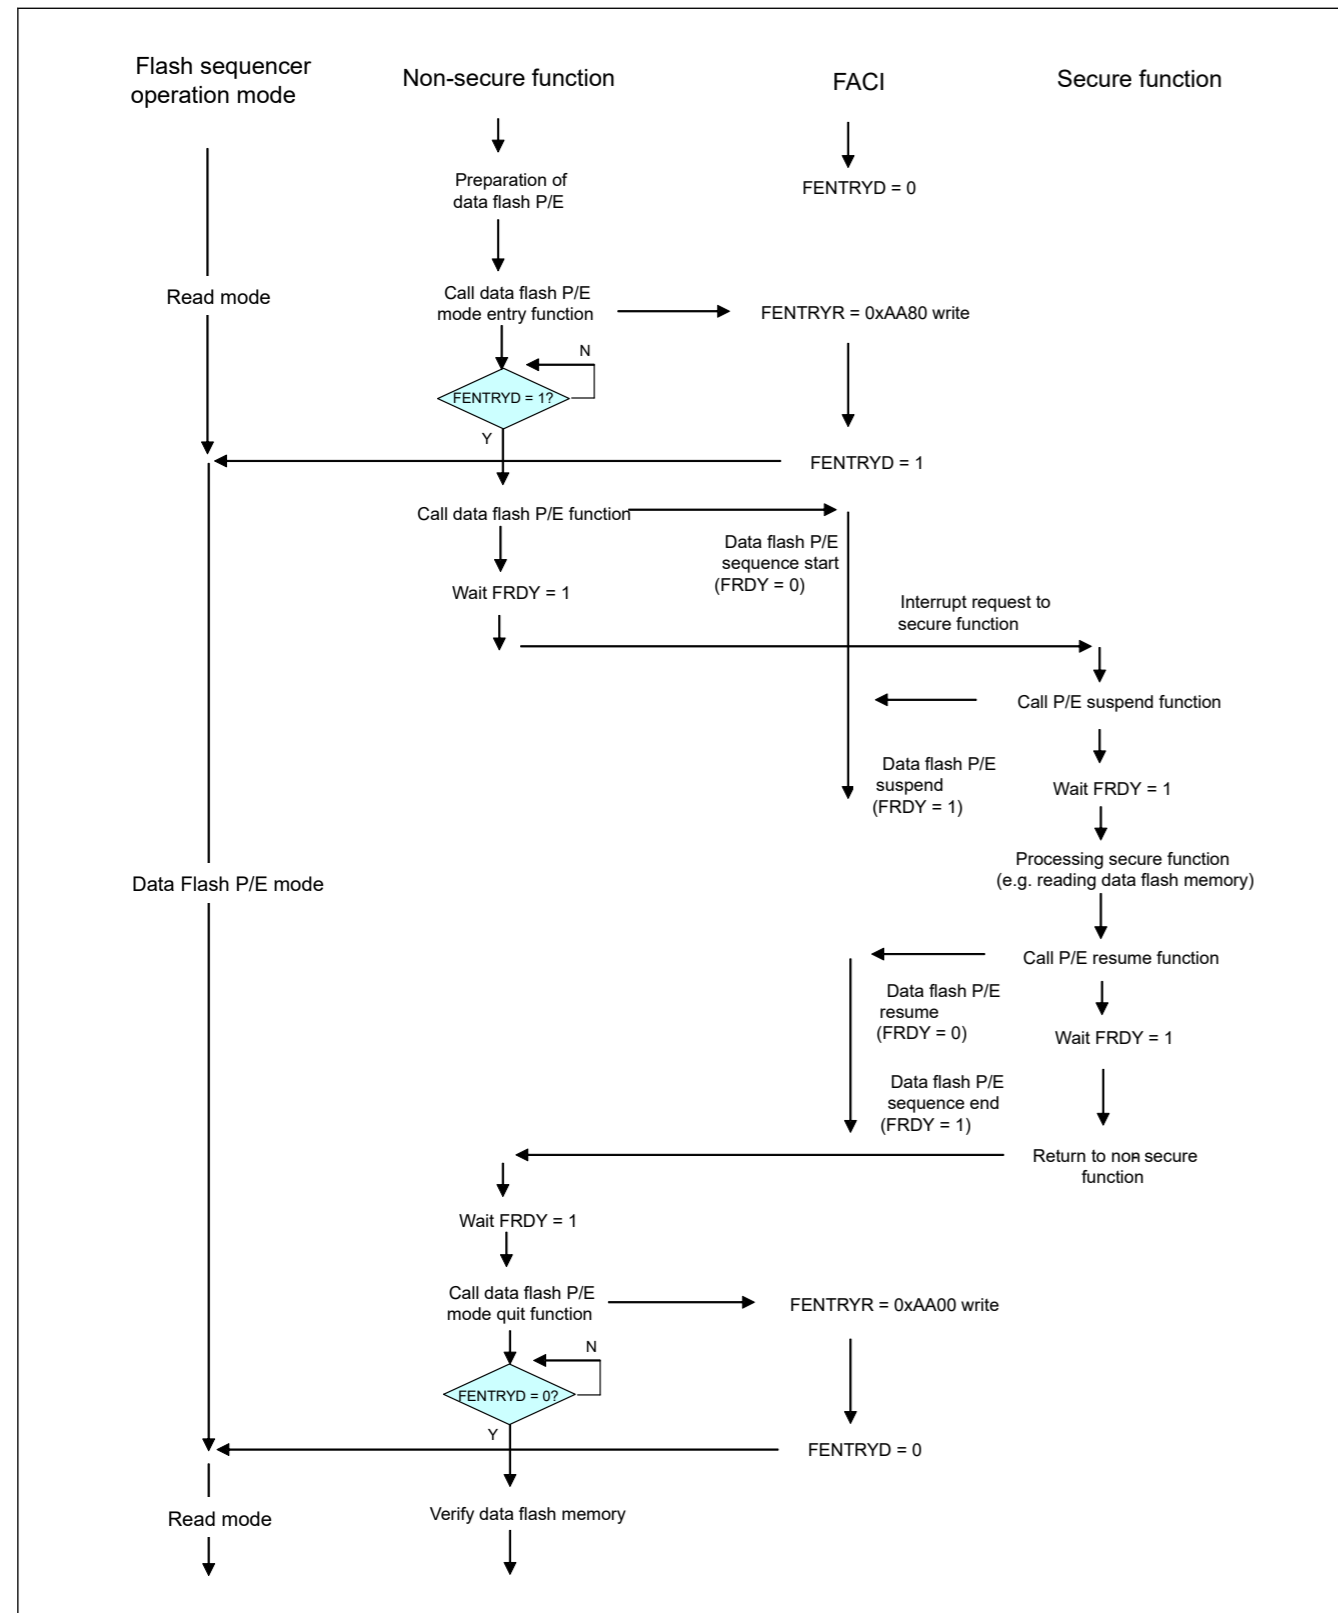 Flash sequencer
operation mode
Non-secure function
FACI
Secure function
Preparation of
data flash P/E
FENTRYD = 0
Read mode
Call data flash P/E
mode entry function
FENTRYR = 0xAA80 write
N
FENTRYD = 1?
Y
FENTRYD = 1
Call data flash P/E function
Data flash P/E
sequence start
(FRDY = 0)
Wait FRDY = 1
Interrupt request to
secure function
Call P/E suspend function
Data flash P/E
suspend
(FRDY = 1)
Wait FRDY = 1
Processing secure function
(e.g. reading data flash memory)
Data Flash P/E mode
Call P/E resume function
Data flash P/E
resume
(FRDY = 0)
Wait FRDY = 1
Data flash P/E
sequence end
(FRDY = 1)
Return to non secure
function
Wait FRDY = 1
Call data flash P/E
mode quit function
FENTRYR = 0xAA00 write
N
FENTRYD = 0?
Y
FENTRYD = 0
Read mode
Verify data flash memory